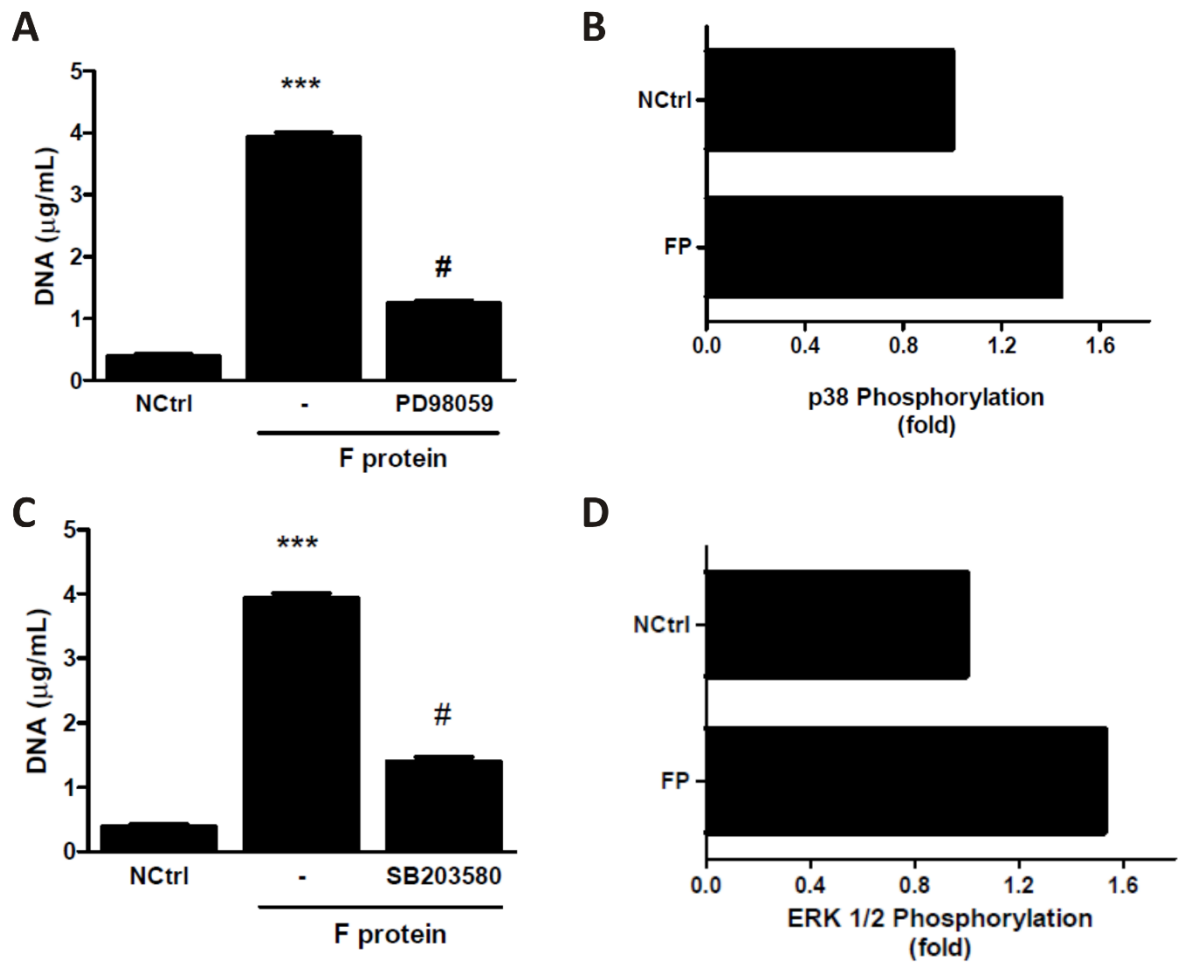 A
5
4
3
2
1
0
DNA (µg/mL)
***
#
NCtrl
-
PD98059
F protein
B
NCtrl
FP
0.0 0.4 0.8 1.2 1.6
p38 Phosphorylation
(fold)
C
5
4
3
2
1
0
DNA (µg/mL)
***
#
NCtrl
-
SB203580
F protein
D
NCtrl
FP
0.0 0.4 0.8 1.2 1.6
ERK 1/2 Phosphorylation
(fold)